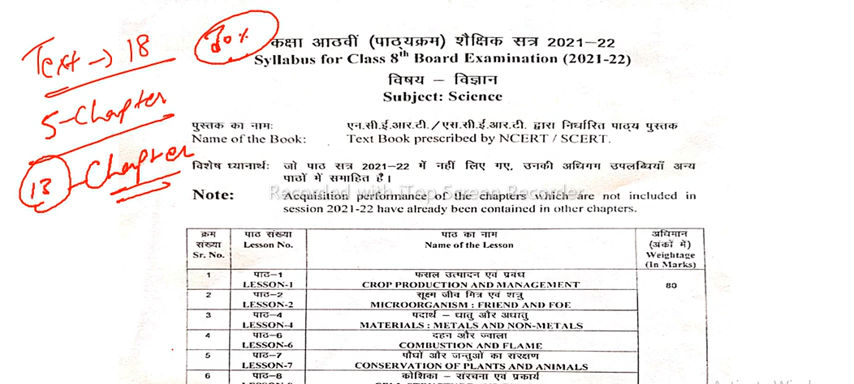 Text → 18
5-Chapter
13 - Chapter
कक्षा आठवीं (पाठ्यक्रम) शैक्षिक सत्र 2021-22
Syllabus for Class 8th Board Examination (2021-22)
विषय – विज्ञान
Subject: Science
पुस्तक का नाम: एन.सी.ई.आर.टी./एस.सी.ई.आर.टी. द्वारा निर्धारित पाठ्य पुस्तक
Name of the Book: Text Book prescribed by NCERT / SCERT.
विशेष ध्यानार्थ: जो पाठ सत्र 2021-22 में नहीं लिए गए, उनकी अधिगम उपलब्धियाँ अन्य
पाठों में समाहित है।
Recorded with iTop Screen Recorder
Note: Acquisition performance of the chapters which are not included in
session 2021-22 have already been contained in other chapters.
क्रम संख्या Sr. No. पाठ संख्या Lesson No. पाठ का नाम Name of the Lesson अधिमान (अंकों में) Weightage (In Marks)
1 पाठ-1 फसल उत्पादन एवं प्रबंध 80
LESSON-1 CROP PRODUCTION AND MANAGEMENT
2 पाठ-2 सूक्ष्म जीव मित्र एवं शत्रु
LESSON-2 MICROORGANISM : FRIEND AND FOE
3 पाठ-4 पदार्थ – धातु और अधातु
LESSON-4 MATERIALS : METALS AND NON-METALS
4 पाठ-6 दहन और ज्वाला
LESSON-6 COMBUSTION AND FLAME
5 पाठ-7 पौधों और जन्तुओं का संरक्षण
LESSON-7 CONSERVATION OF PLANTS AND ANIMALS
6 पाठ-8 कोशिका – संरचना एवं प्रकार्य